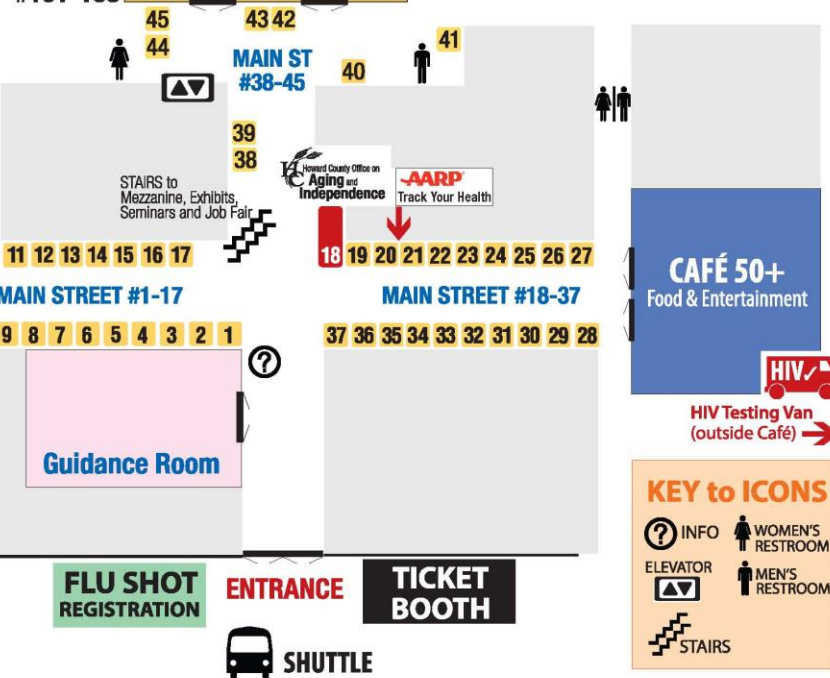 45
43 42
44
41
MAIN ST
#38-45
40
39
38
Howard County Office on
Aging and
Independence
AARP
Track Your Health
STAIRS to
Mezzanine, Exhibits,
Seminars and Job Fair
11 12 13 14 15 16 17
18 19 20 21 22 23 24 25 26 27
CAFÉ 50+
Food & Entertainment
MAIN STREET #1-17
MAIN STREET #18-37
9 8 7 6 5 4 3 2 1
37 36 35 34 33 32 31 30 29 28
?
HIV✓
HIV Testing Van
(outside Café)
Guidance Room
KEY to ICONS
? INFO
WOMEN'S
RESTROOM
ELEVATOR
MEN'S
RESTROOM
STAIRS
FLU SHOT
REGISTRATION
ENTRANCE
TICKET
BOOTH
SHUTTLE